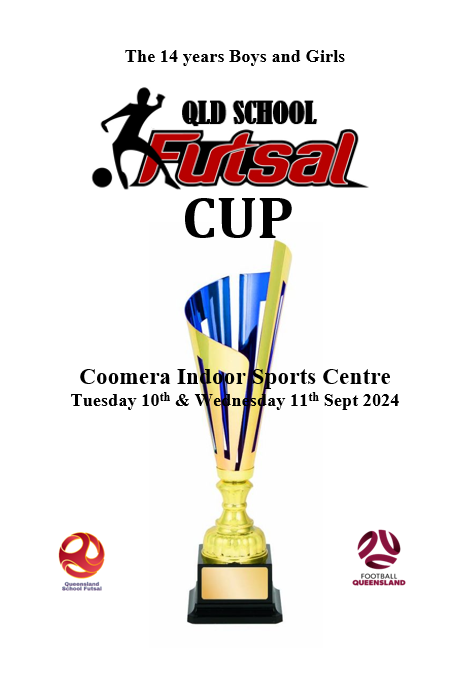 The 14 years Boys and Girls
QLD SCHOOL
Futsal
CUP
Coomera Indoor Sports Centre
Tuesday 10th & Wednesday 11th Sept 2024
Queensland
School Futsal
FOOTBALL
QUEENSLAND